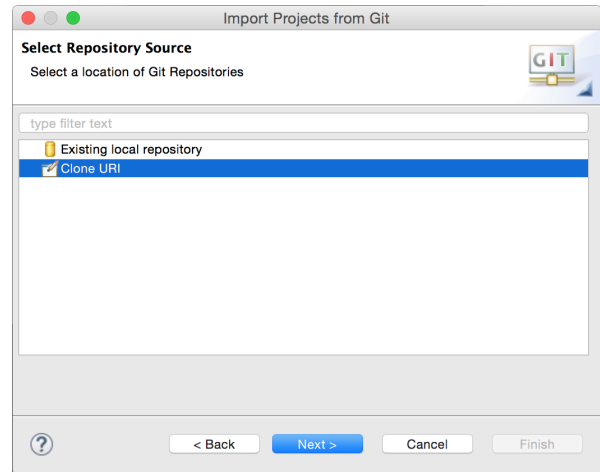 Import Projects from Git
Select Repository Source
Select a location of Git Repositories
GIT
type filter text
Existing local repository
Clone URI
?
< Back
Next >
Cancel
Finish